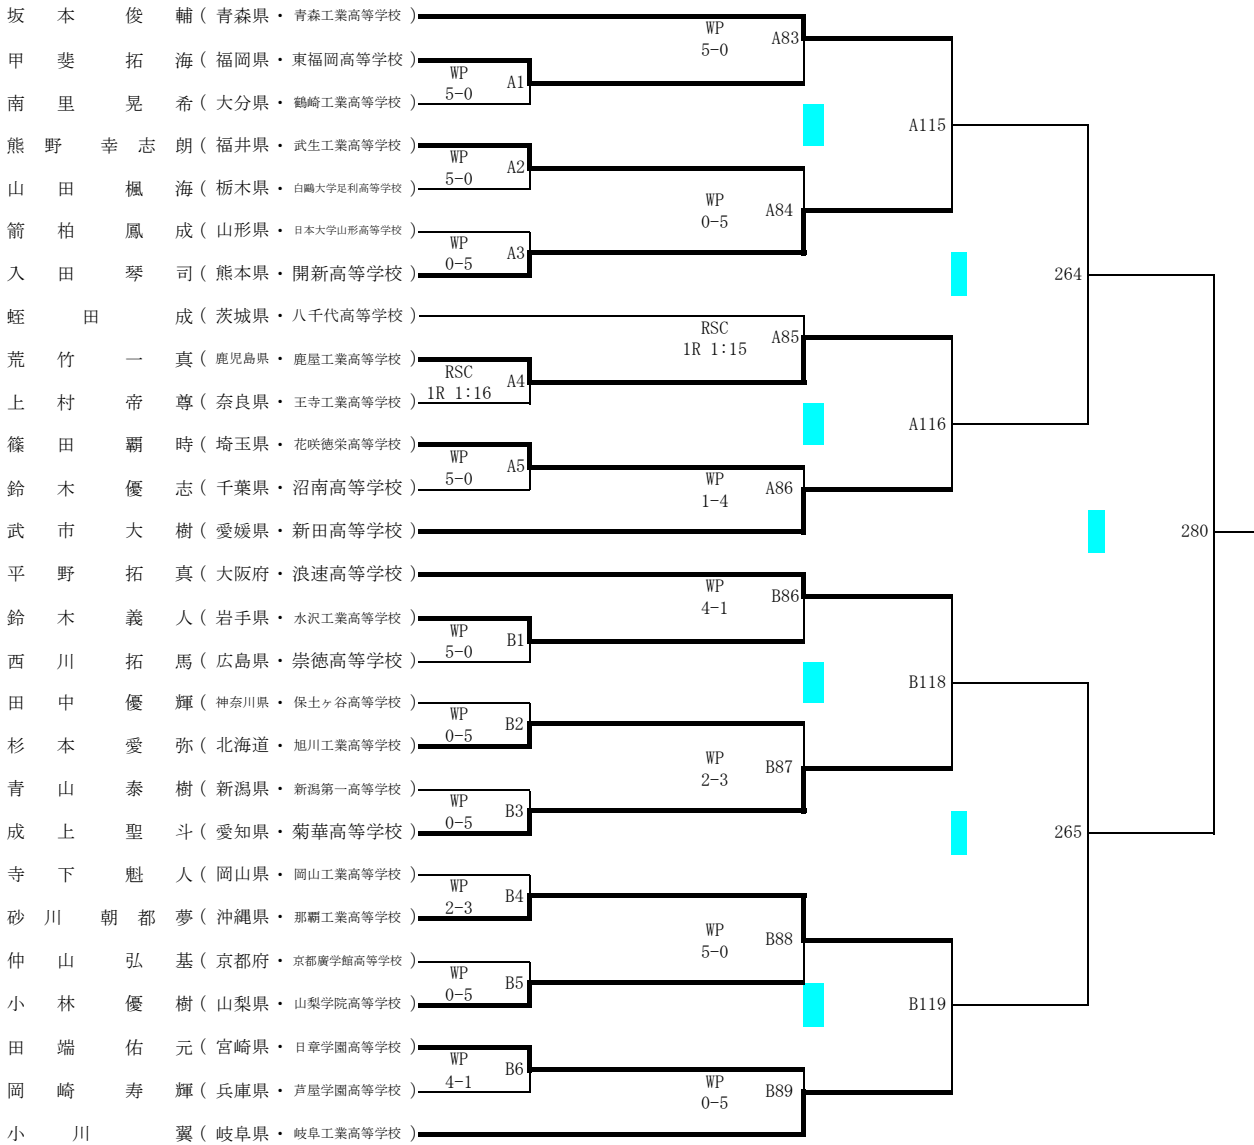 坂本俊輔（青森県・青森工業高等学校）
WP
5-0
A83
甲斐拓海（福岡県・東福岡高等学校）
WP
5-0
A1
南里晃希（大分県・鶴崎工業高等学校）
A115
熊野幸志朗（福井県・武生工業高等学校）
WP
5-0
A2
山田楓海（栃木県・白鷗大学足利高等学校）
WP
0-5
A84
箭柏鳳成（山形県・日本大学山形高等学校）
WP
0-5
A3
入田琴司（熊本県・開新高等学校）
264
蛭田成（茨城県・八千代高等学校）
RSC
1R 1:15
A85
荒竹一真（鹿児島県・鹿屋工業高等学校）
RSC
1R 1:16
A4
上村帝尊（奈良県・王寺工業高等学校）
A116
篠田覇時（埼玉県・花咲徳栄高等学校）
WP
5-0
A5
鈴木優志（千葉県・沼南高等学校）
WP
1-4
A86
武市大樹（愛媛県・新田高等学校）
280
平野拓真（大阪府・浪速高等学校）
WP
4-1
B86
鈴木義人（岩手県・水沢工業高等学校）
WP
5-0
B1
西川拓馬（広島県・崇徳高等学校）
B118
田中優輝（神奈川県・保土ヶ谷高等学校）
WP
0-5
B2
杉本愛弥（北海道・旭川工業高等学校）
WP
2-3
B87
青山泰樹（新潟県・新潟第一高等学校）
WP
0-5
B3
成上聖斗（愛知県・菊華高等学校）
265
寺下魁人（岡山県・岡山工業高等学校）
WP
2-3
B4
砂川朝都夢（沖縄県・那覇工業高等学校）
WP
5-0
B88
仲山弘基（京都府・京都廣学館高等学校）
WP
0-5
B5
小林優樹（山梨県・山梨学院高等学校）
B119
田端佑元（宮崎県・日章学園高等学校）
WP
4-1
B6
岡崎寿輝（兵庫県・芦屋学園高等学校）
WP
0-5
B89
小川翼（岐阜県・岐阜工業高等学校）